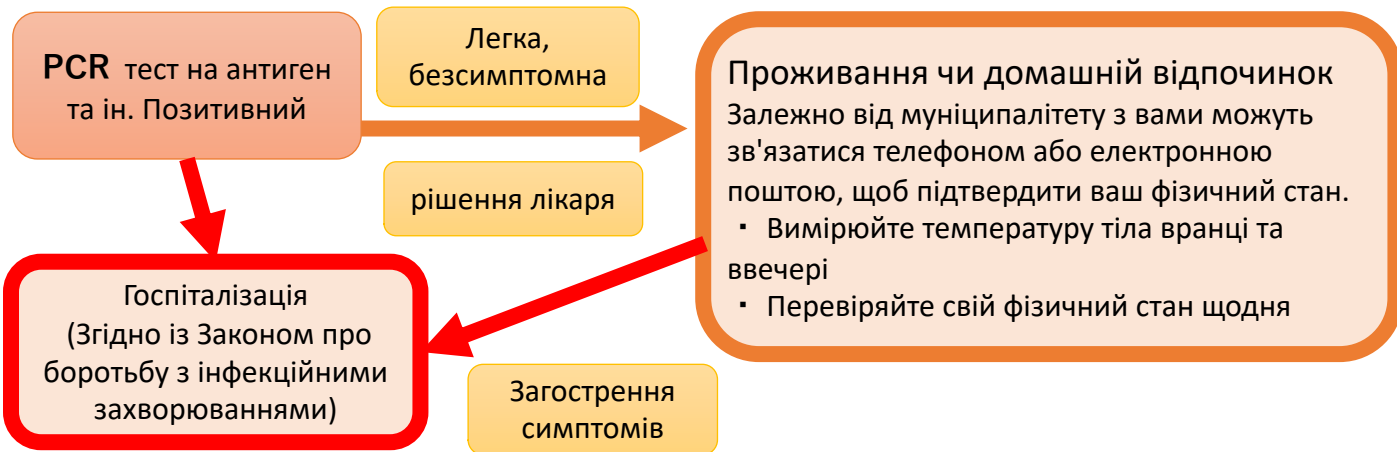 PCR тест на антиген
та ін. Позитивний
Легка,
безсимптомна
рішення лікаря
Проживання чи домашній відпочинок
Залежно від муніципалітету з вами можуть
зв'язатися телефоном або електронною
поштою, щоб підтвердити ваш фізичний стан.
・ Вимірюйте температуру тіла вранці та
ввечері
・ Перевіряйте свій фізичний стан щодня
Госпіталізація
(Згідно із Законом про
боротьбу з інфекційними
захворюваннями)
Загострення
симптомів